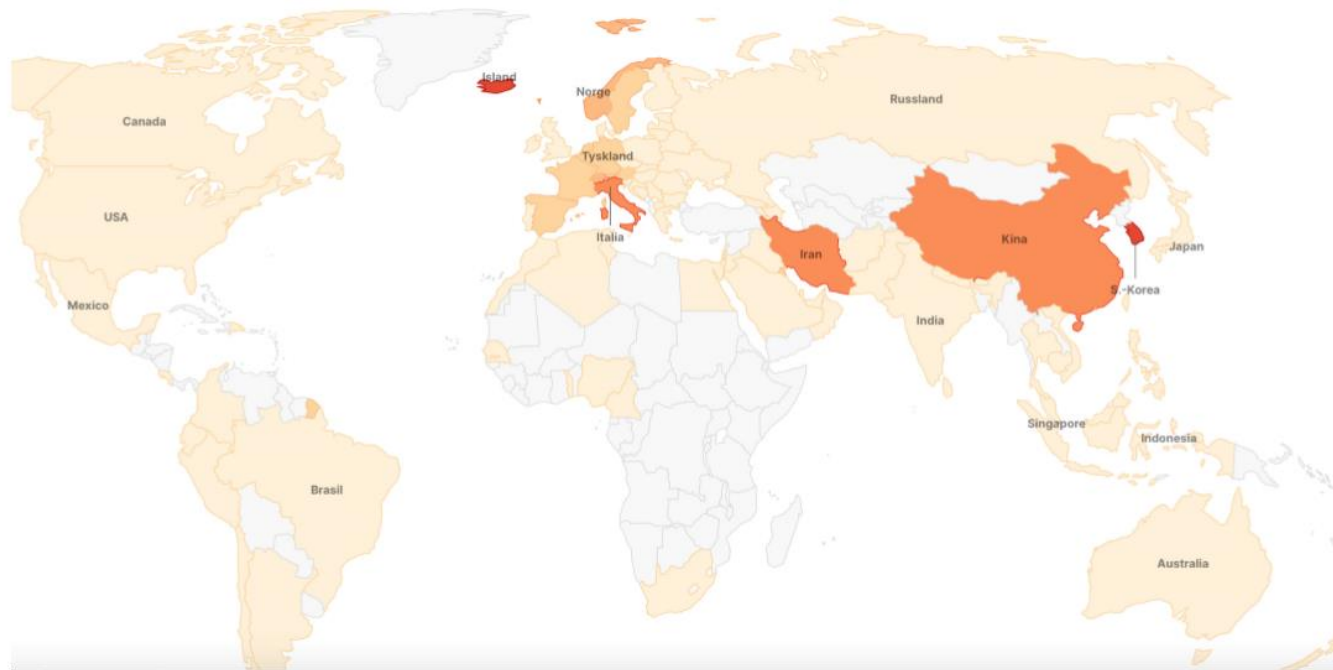 Island
Norge
Russland
Canada
Tyskland
USA
Italia
Iran
Kina
Japan
S.-Korea
Mexico
India
Singapore
Indonesia
Brasil
Australia